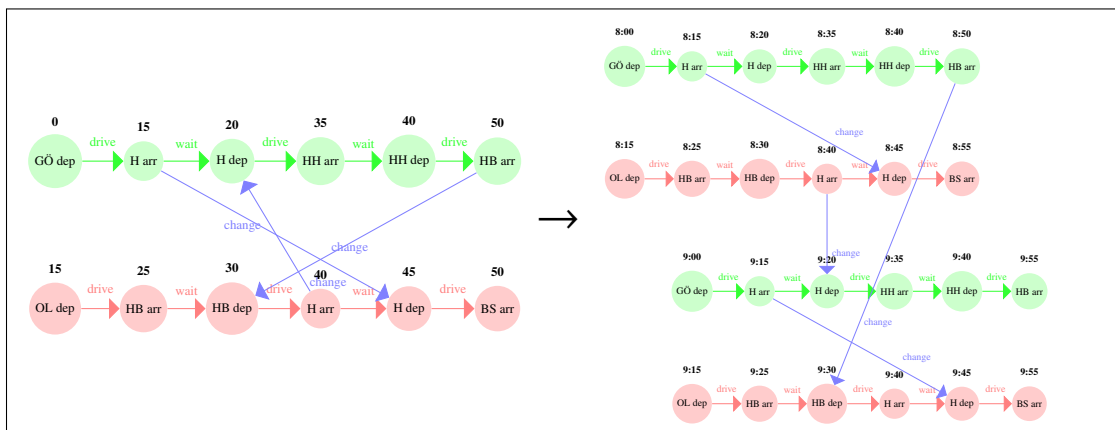 0 15 20 35 40 50
drive wait drive wait drive
GÖ dep H arr H dep HH arr HH dep HB arr
change change
change
15 25 30 40 45 50
drive wait drive wait drive
OL dep HB arr HB dep H arr H dep BS arr
→
8:00 8:15 8:20 8:35 8:40 8:50
drive wait drive wait drive
GÖ dep H arr H dep HH arr HH dep HB arr
change
8:15 8:25 8:30 8:40 8:45 8:55
drive wait drive wait drive
OL dep HB arr HB dep H arr H dep BS arr
change
9:00 9:15 9:20 9:35 9:40 9:55
drive wait drive wait drive
GÖ dep H arr H dep HH arr HH dep HB arr
change
change
9:15 9:25 9:30 9:40 9:45 9:55
drive wait drive wait drive
OL dep HB arr HB dep H arr H dep BS arr